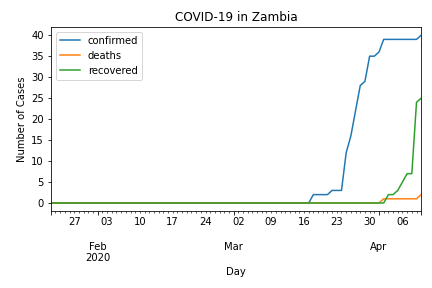 COVID-19 in Zambia
confirmed
deaths
recovered
Number of Cases
40
35
30
25
20
15
10
5
0
27 03 10 17 24 02 09 16 23 30 06
Feb Mar Apr
2020
Day